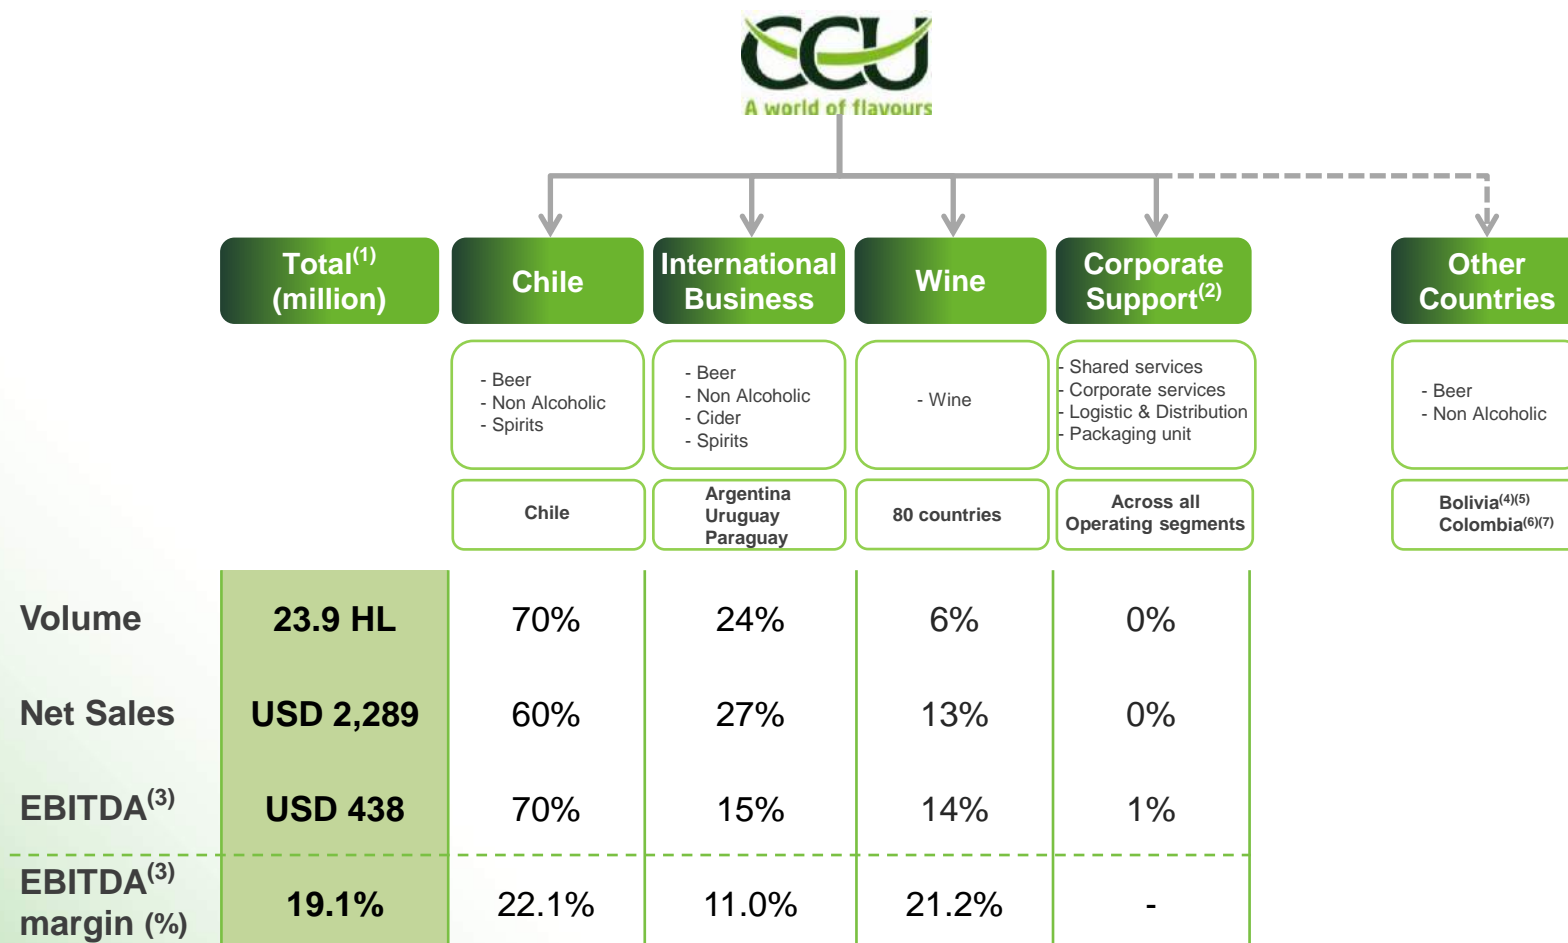 CCU
A world of flavours
Total(1)
(million)
Chile
International
Business
Wine
Corporate
Support(2)
Other
Countries
- Beer
- Non Alcoholic
- Spirits
- Beer
- Non Alcoholic
- Cider
- Spirits
- Wine
- Shared services
- Corporate services
- Logistic & Distribution
- Packaging unit
- Beer
- Non Alcoholic
Chile
Argentina
Uruguay
Paraguay
80 countries
Across all
Operating segments
Bolivia(4)(5)
Colombia(6)(7)
Volume 23.9 HL 70% 24% 6% 0%
Net Sales USD 2,289 60% 27% 13% 0%
EBITDA(3) USD 438 70% 15% 14% 1%
EBITDA(3)
margin (%) 19.1% 22.1% 11.0% 21.2% -